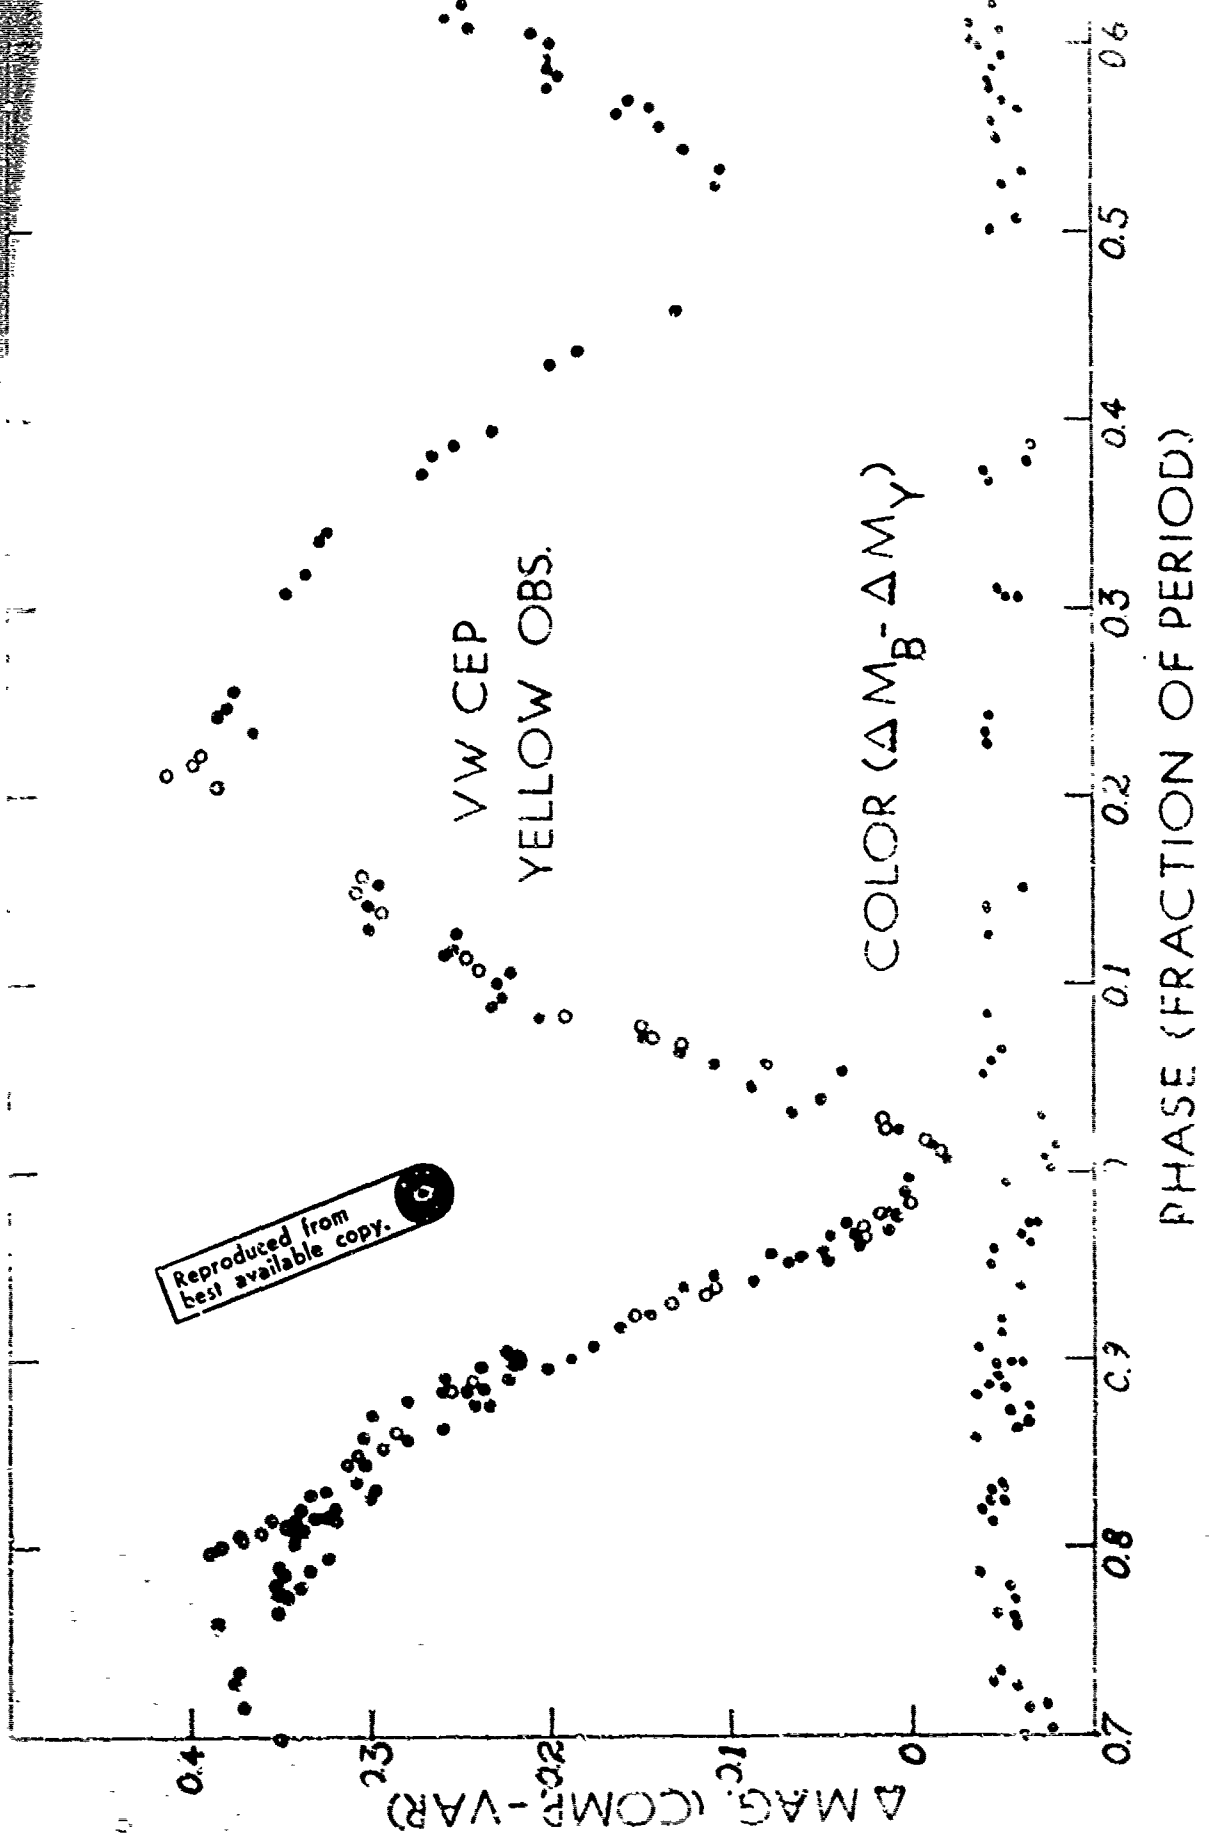 Reproduced from
best available copy.
VW CEP
YELLOW OBS.
COLOR (ΔM_B - ΔM_Y)
Δ MAG. (COMP.-VAR)
0.4
0.3
0.2
0.1
0
0.7
0.8
0.9
0.1
0.2
0.3
0.4
0.5
0.6
PHASE (FRACTION OF PERIOD)